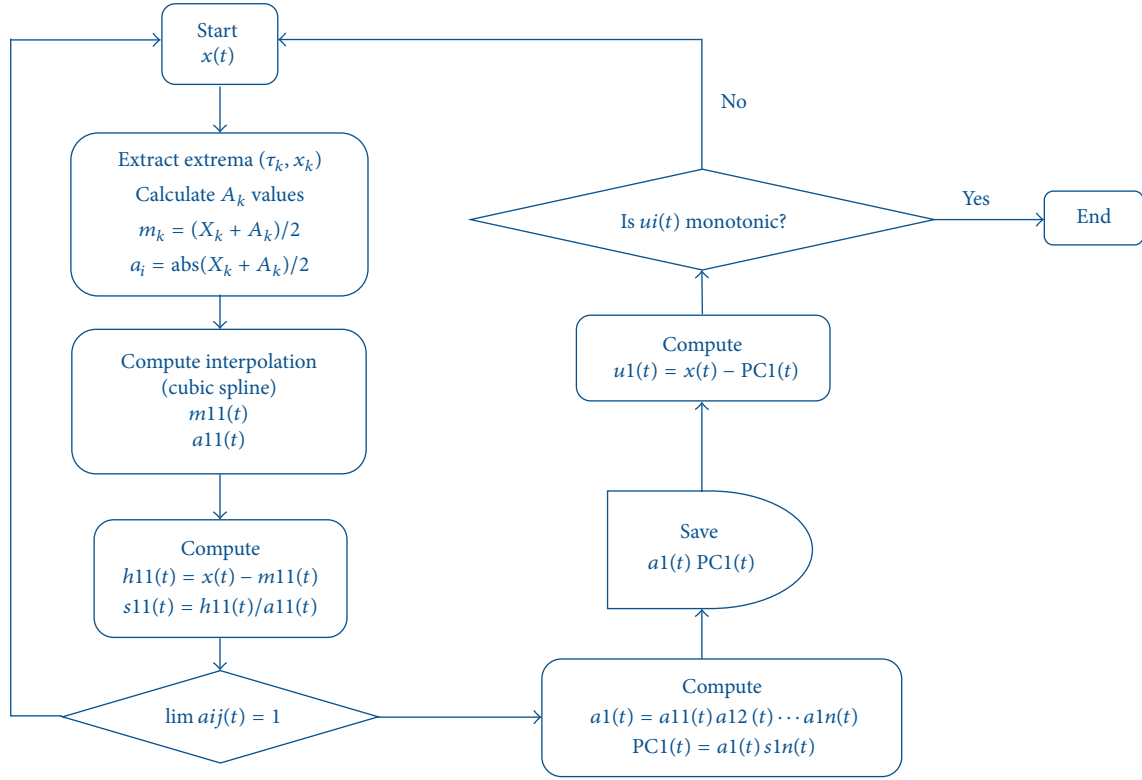 Start
x(t)
Extract extrema (τ_k, x_k)
Calculate A_k values
m_k = (X_k + A_k)/2
a_i = abs(X_k + A_k)/2
Compute interpolation
(cubic spline)
m11(t)
a11(t)
Compute
h11(t) = x(t) − m11(t)
s11(t) = h11(t)/a11(t)
lim aij(t) = 1
Compute
a1(t) = a11(t) a12 (t) ⋯ a1n(t)
PC1(t) = a1(t) s1n(t)
Save
a1(t) PC1(t)
Compute
u1(t) = x(t) − PC1(t)
Is ui(t) monotonic?
No
Yes
End